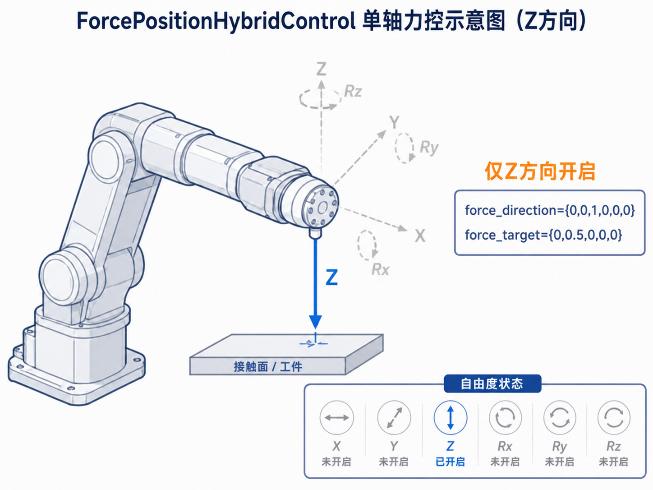 ForcePositionHybridControl 单轴力控示意图（Z方向）
Z
Rz
Y
Ry
仅Z方向开启
force_direction={0,0,1,0,0,0}
force_target={0,0.5,0,0,0}
X
Rx
Z
接触面 / 工件
自由度状态
X Y Z Rx Ry Rz
未开启 未开启 已开启 未开启 未开启 未开启